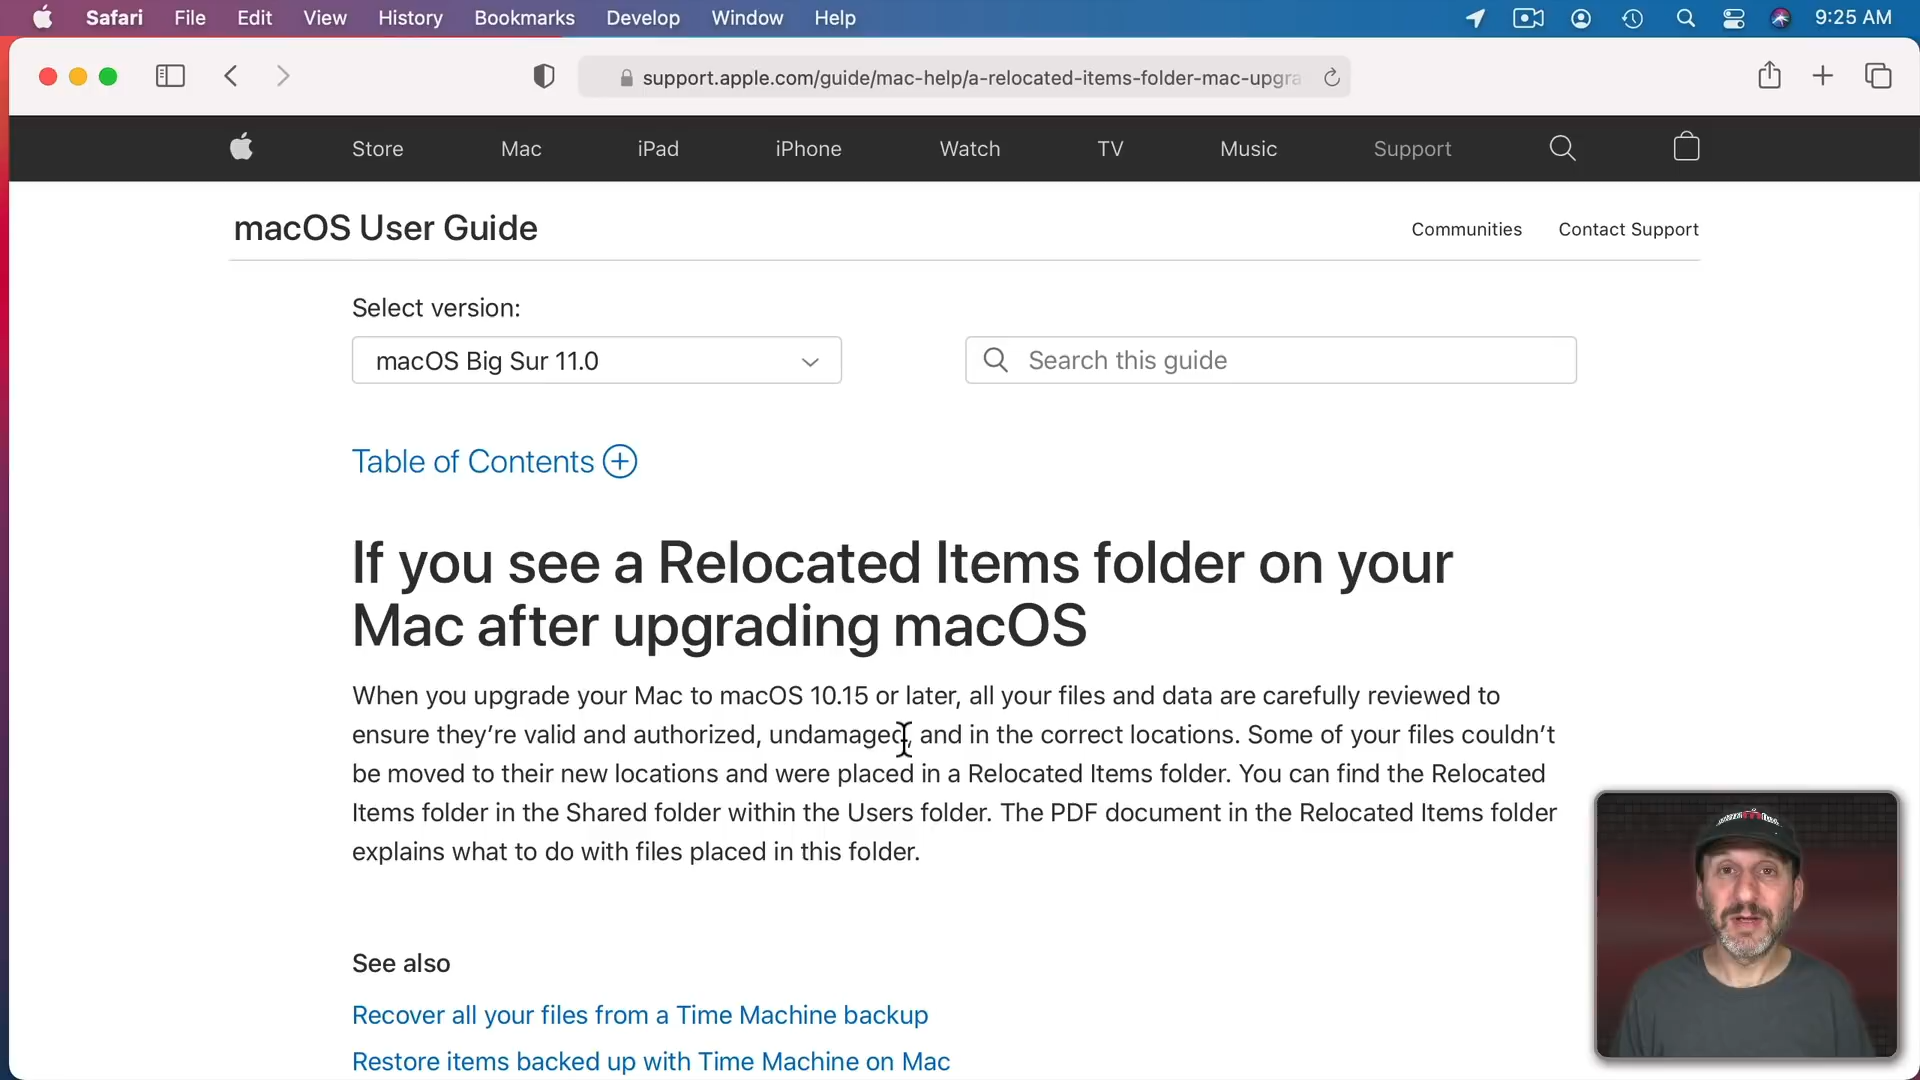 Safari File Edit View History Bookmarks Develop Window Help 9:25 AM
support.apple.com/guide/mac-help/a-relocated-items-folder-mac-upgra
Store Mac iPad iPhone Watch TV Music Support
macOS User Guide
Communities Contact Support
Select version:
macOS Big Sur 11.0
Search this guide
Table of Contents
If you see a Relocated Items folder on your
Mac after upgrading macOS
When you upgrade your Mac to macOS 10.15 or later, all your files and data are carefully reviewed to
ensure they’re valid and authorized, undamaged, and in the correct locations. Some of your files couldn’t
be moved to their new locations and were placed in a Relocated Items folder. You can find the Relocated
Items folder in the Shared folder within the Users folder. The PDF document in the Relocated Items folder
explains what to do with files placed in this folder.
See also
Recover all your files from a Time Machine backup
Restore items backed up with Time Machine on Mac